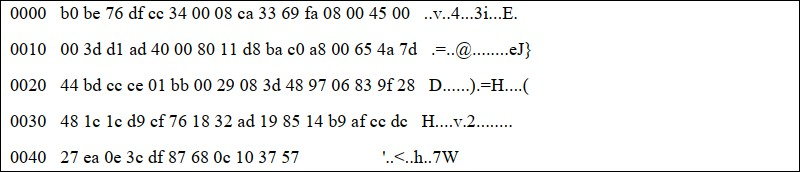 0000 b0 be 76 df cc 34 00 08 ca 33 69 fa 08 00 45 00 ..v..4...3i...E.
0010 00 3d d1 ad 40 00 80 11 d8 ba c0 a8 00 65 4a 7d .=..@........eJ}
0020 44 bd cc ce 01 bb 00 29 08 3d 48 97 06 83 9f 28 D......).=H....(
0030 48 1c 1c d9 cf 76 18 32 ad 19 85 14 b9 af cc dc H....v.2........
0040 27 ea 0e 3c df 87 68 0c 10 37 57 '..<..h..7W